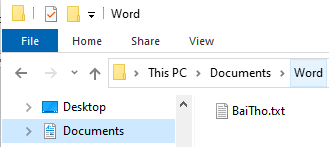 Word
File Home Share View
This PC Documents Word
Desktop BaiTho.txt
Documents